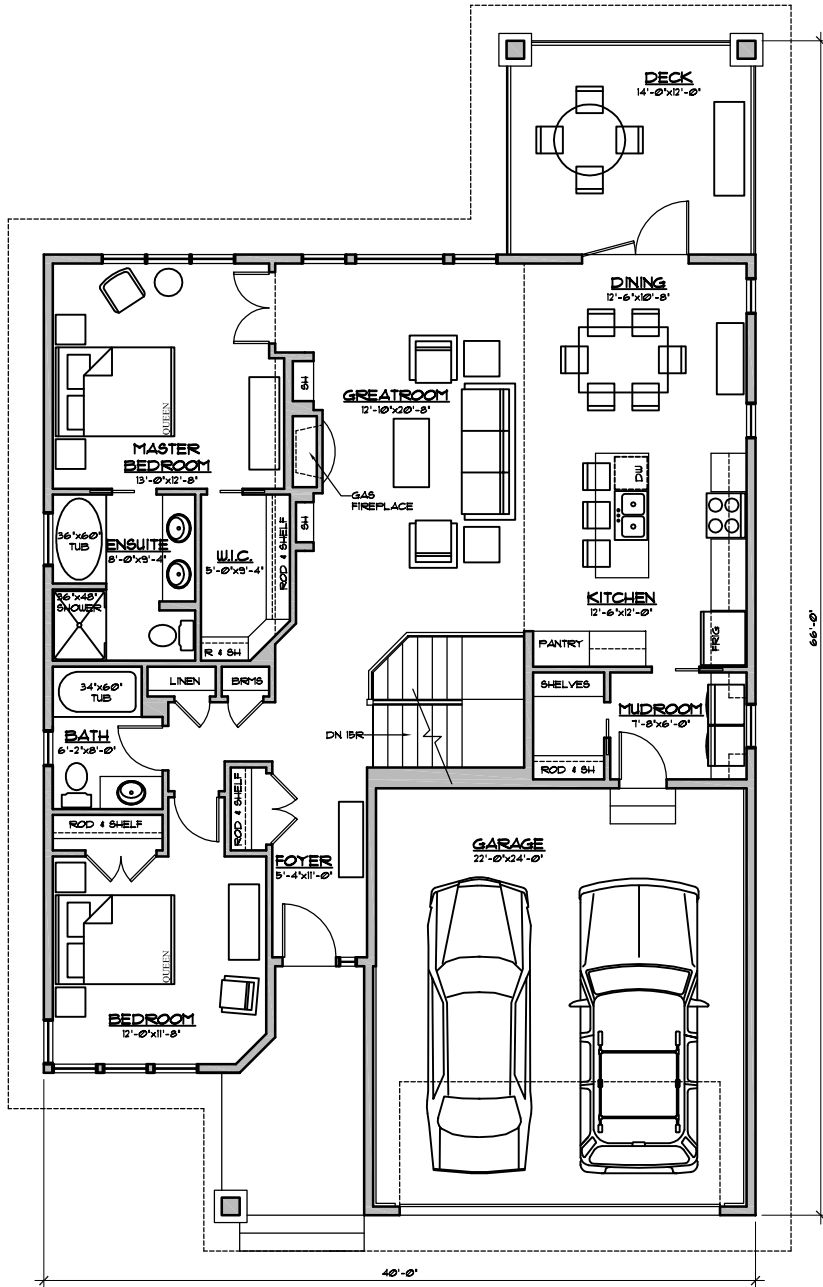 DECK
14'-0"x12'-0"
DINING
12'-6"x10'-8"
GREATROOM
12'-10"x20'-8"
SH
QUEEN
MASTER
BEDROOM
13'-0"x12'-8"
GAS
FIREPLACE
DW
SH
36"x60"
TUB
ENSUITE
8'-0"x9'-4"
W.I.C.
5'-0"x9'-4"
ROD & SHELF
36"x48"
SHOWER
KITCHEN
12'-6"x12'-0"
R & SH
PANTRY
FRIG
66'-0"
34"x60"
TUB
LINEN
BRMS
SHELVES
MUDROOM
7'-8"x6'-0"
BATH
6'-2"x8'-0"
DN 15R
ROD & SH
ROD & SHELF
ROD & SHELF
FOYER
5'-4"x11'-0"
GARAGE
22'-0"x24'-0"
QUEEN
BEDROOM
12'-0"x11'-8"
40'-0"